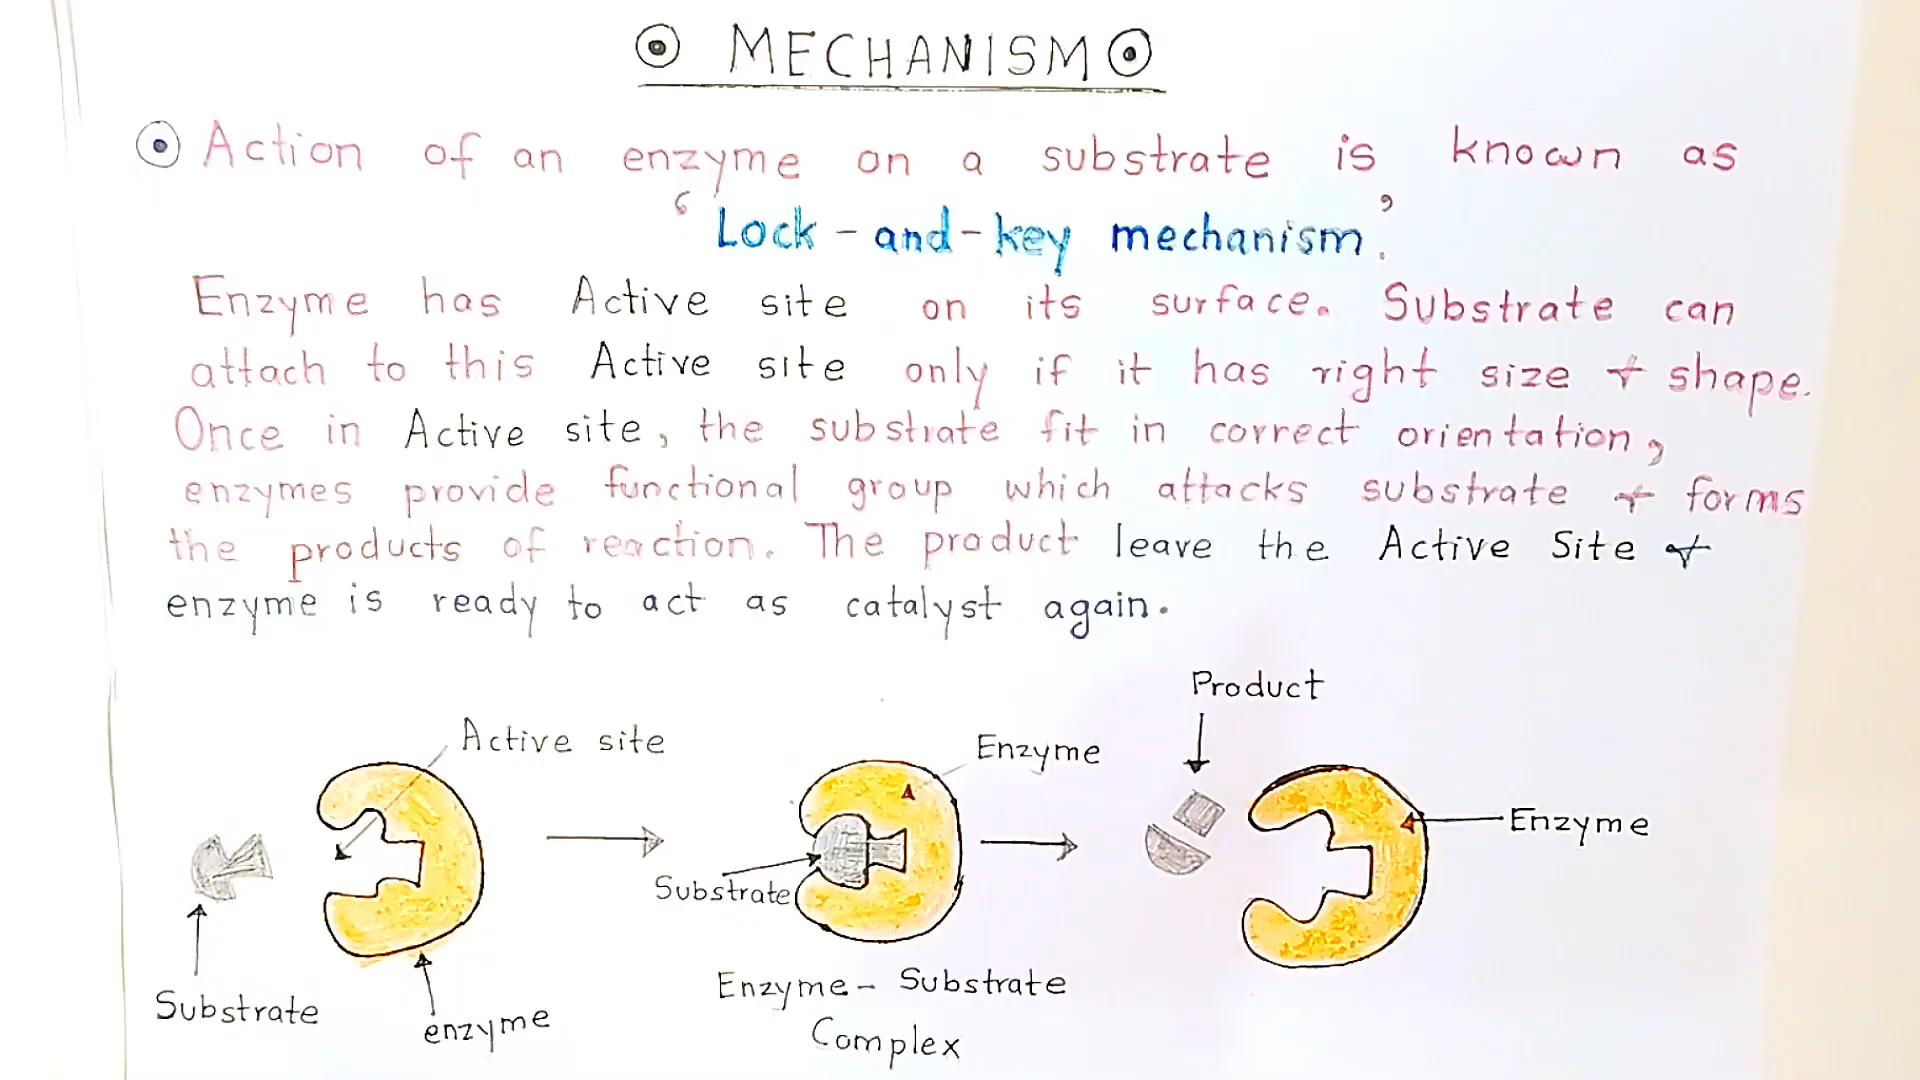 MECHANISM
Action of an enzyme on a substrate is known as
‘Lock-and-key mechanism.’
Enzyme has Active site on its surface. Substrate can
attach to this Active site only if it has right size & shape.
Once in Active site, the substrate fit in correct orientation,
enzymes provide functional group which attacks substrate & forms
the products of reaction. The product leave the Active Site &
enzyme is ready to act as catalyst again.
Product
Active site
Enzyme
Enzyme
Substrate
Substrate
enzyme
Enzyme-Substrate
Complex